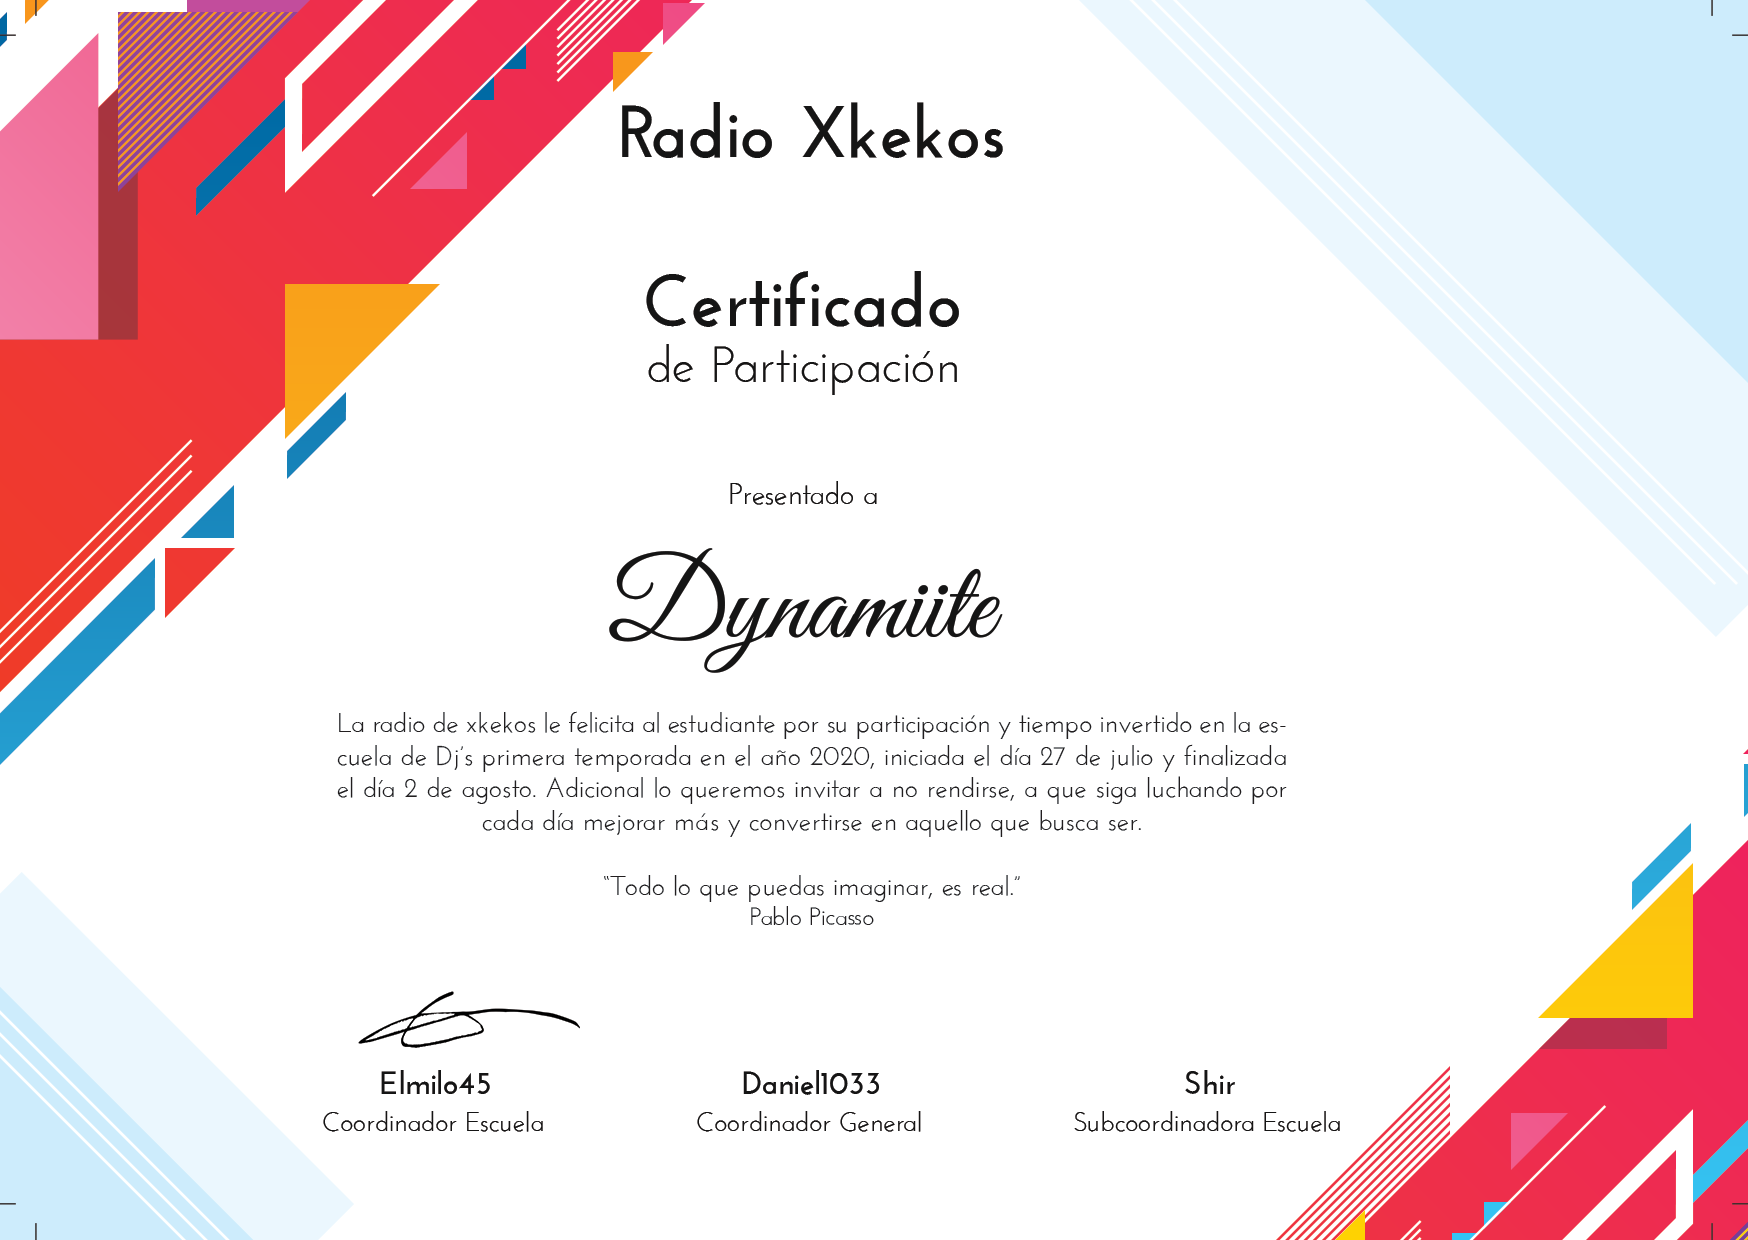 Radio Xkekos
Certificado
de Participación
Presentado a
Dynamiite
La radio de xkekos le felicita al estudiante por su participación y tiempo invertido en la es-
cuela de Dj's primera temporada en el año 2020, iniciada el día 27 de julio y finalizada
el día 2 de agosto. Adicional lo queremos invitar a no rendirse, a que siga luchando por
cada día mejorar más y convertirse en aquello que busca ser.
“Todo lo que puedas imaginar, es real.”
Pablo Picasso
Elmilo45
Coordinador Escuela
Daniel1033
Coordinador General
Shir
Subcoordinadora Escuela